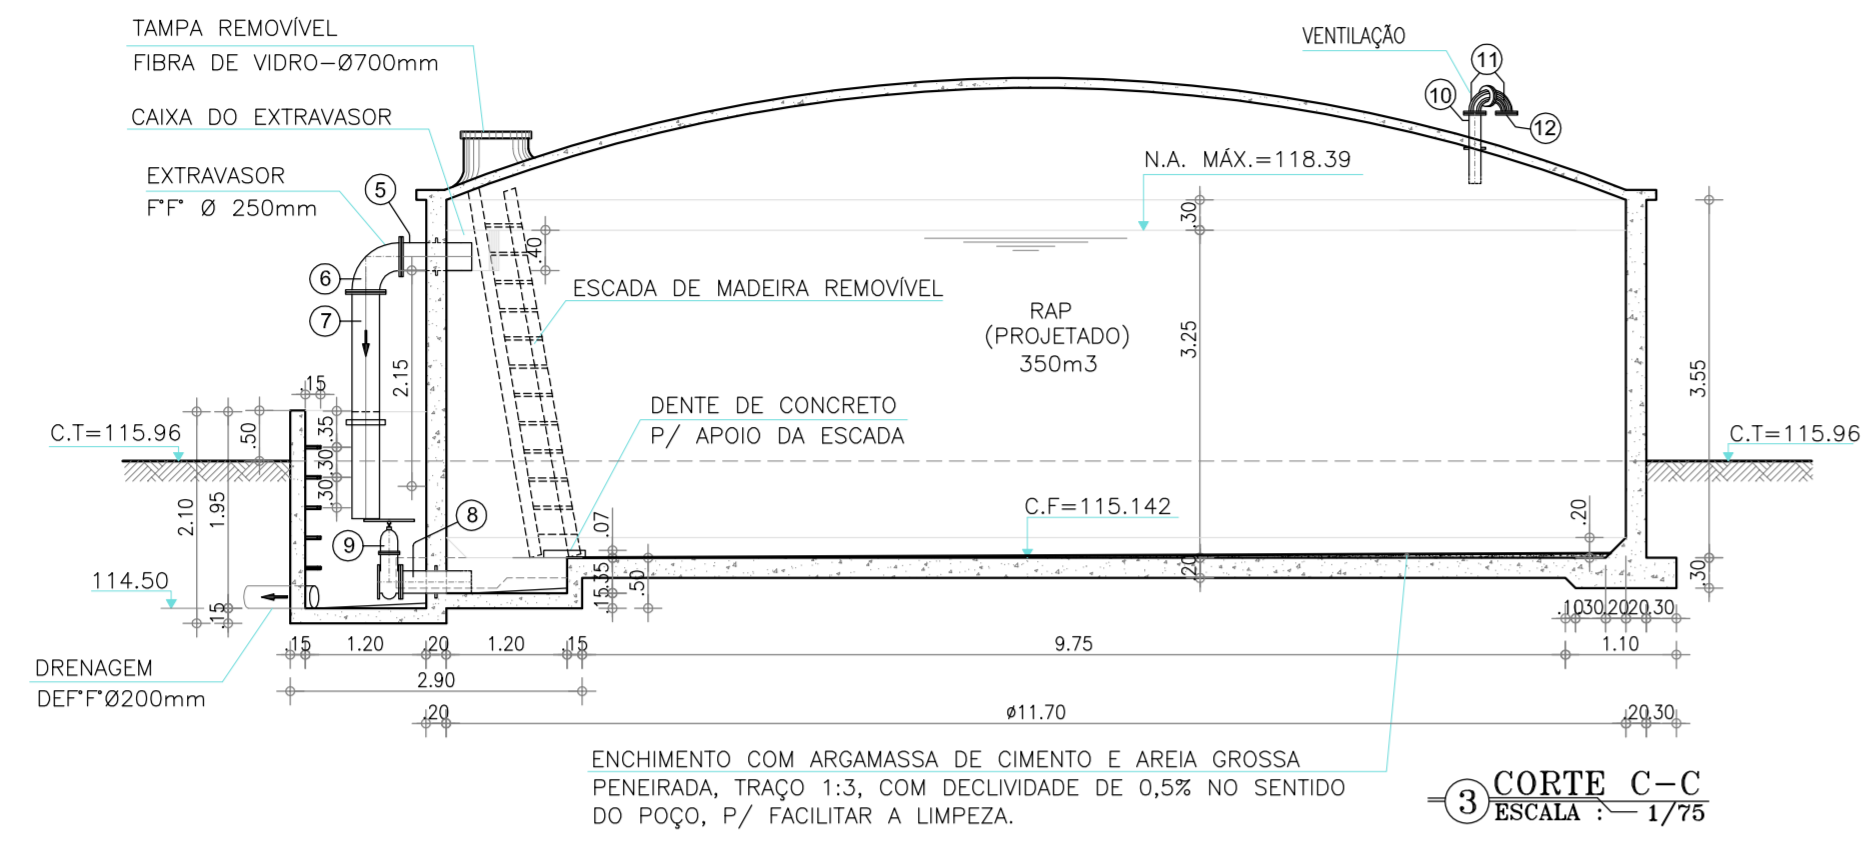 TAMPA REMOVÍVEL
FIBRA DE VIDRO-Ø700mm
CAIXA DO EXTRAVASOR
EXTRAVASOR
F°F° Ø 250mm
5
6
7
VENTILAÇÃO
11
10
12
N.A. MÁX.=118.39
.30
.40
ESCADA DE MADEIRA REMOVÍVEL
RAP
(PROJETADO)
350m3
3.25
3.55
2.15
.15
.35
.30
.30
.50
C.T=115.96
2.10
1.95
DENTE DE CONCRETO
P/ APOIO DA ESCADA
C.T=115.96
C.F=115.142
.20
8
9
.07
.20
.30
114.50
.15
.15
.35
.50
.10
.30
.20
.20
.30
.15
1.20
.20
1.20
.15
9.75
1.10
2.90
DRENAGEM
DEF°F°Ø200mm
.20
ø11.70
.20
.30
ENCHIMENTO COM ARGAMASSA DE CIMENTO E AREIA GROSSA
PENEIRADA, TRAÇO 1:3, COM DECLIVIDADE DE 0,5% NO SENTIDO
DO POÇO, P/ FACILITAR A LIMPEZA.
3
CORTE C-C
ESCALA : 1/75